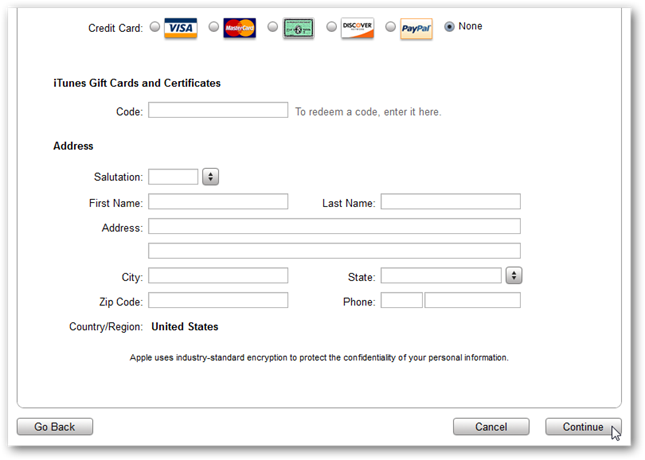 Credit Card: VISA MasterCard DISCOVER NETWORK PayPal None
iTunes Gift Cards and Certificates
Code: To redeem a code, enter it here.
Address
Salutation:
First Name: Last Name:
Address:
City: State:
Zip Code: Phone:
Country/Region: United States
Apple uses industry-standard encryption to protect the confidentiality of your personal information.
Go Back Cancel Continue